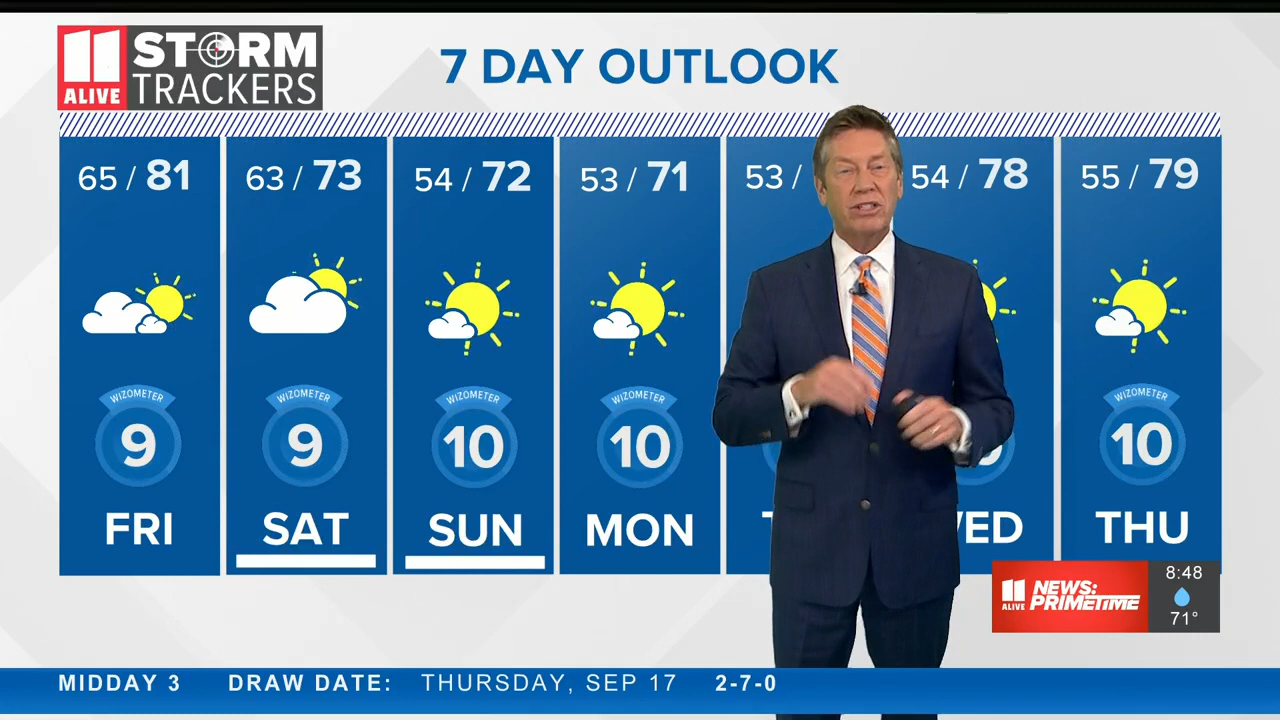 11 ALIVE STORM TRACKERS
7 DAY OUTLOOK
65 / 81
63 / 73
54 / 72
53 / 71
53 /
54 / 78
55 / 79
WIZOMETER
WIZOMETER
WIZOMETER
WIZOMETER
WIZOMETER
9
9
10
10
10
FRI
SAT
SUN
MON
THU
11 ALIVE NEWS: PRIMETIME
8:48
71°
MIDDAY 3 DRAW DATE: THURSDAY, SEP 17 2-7-0